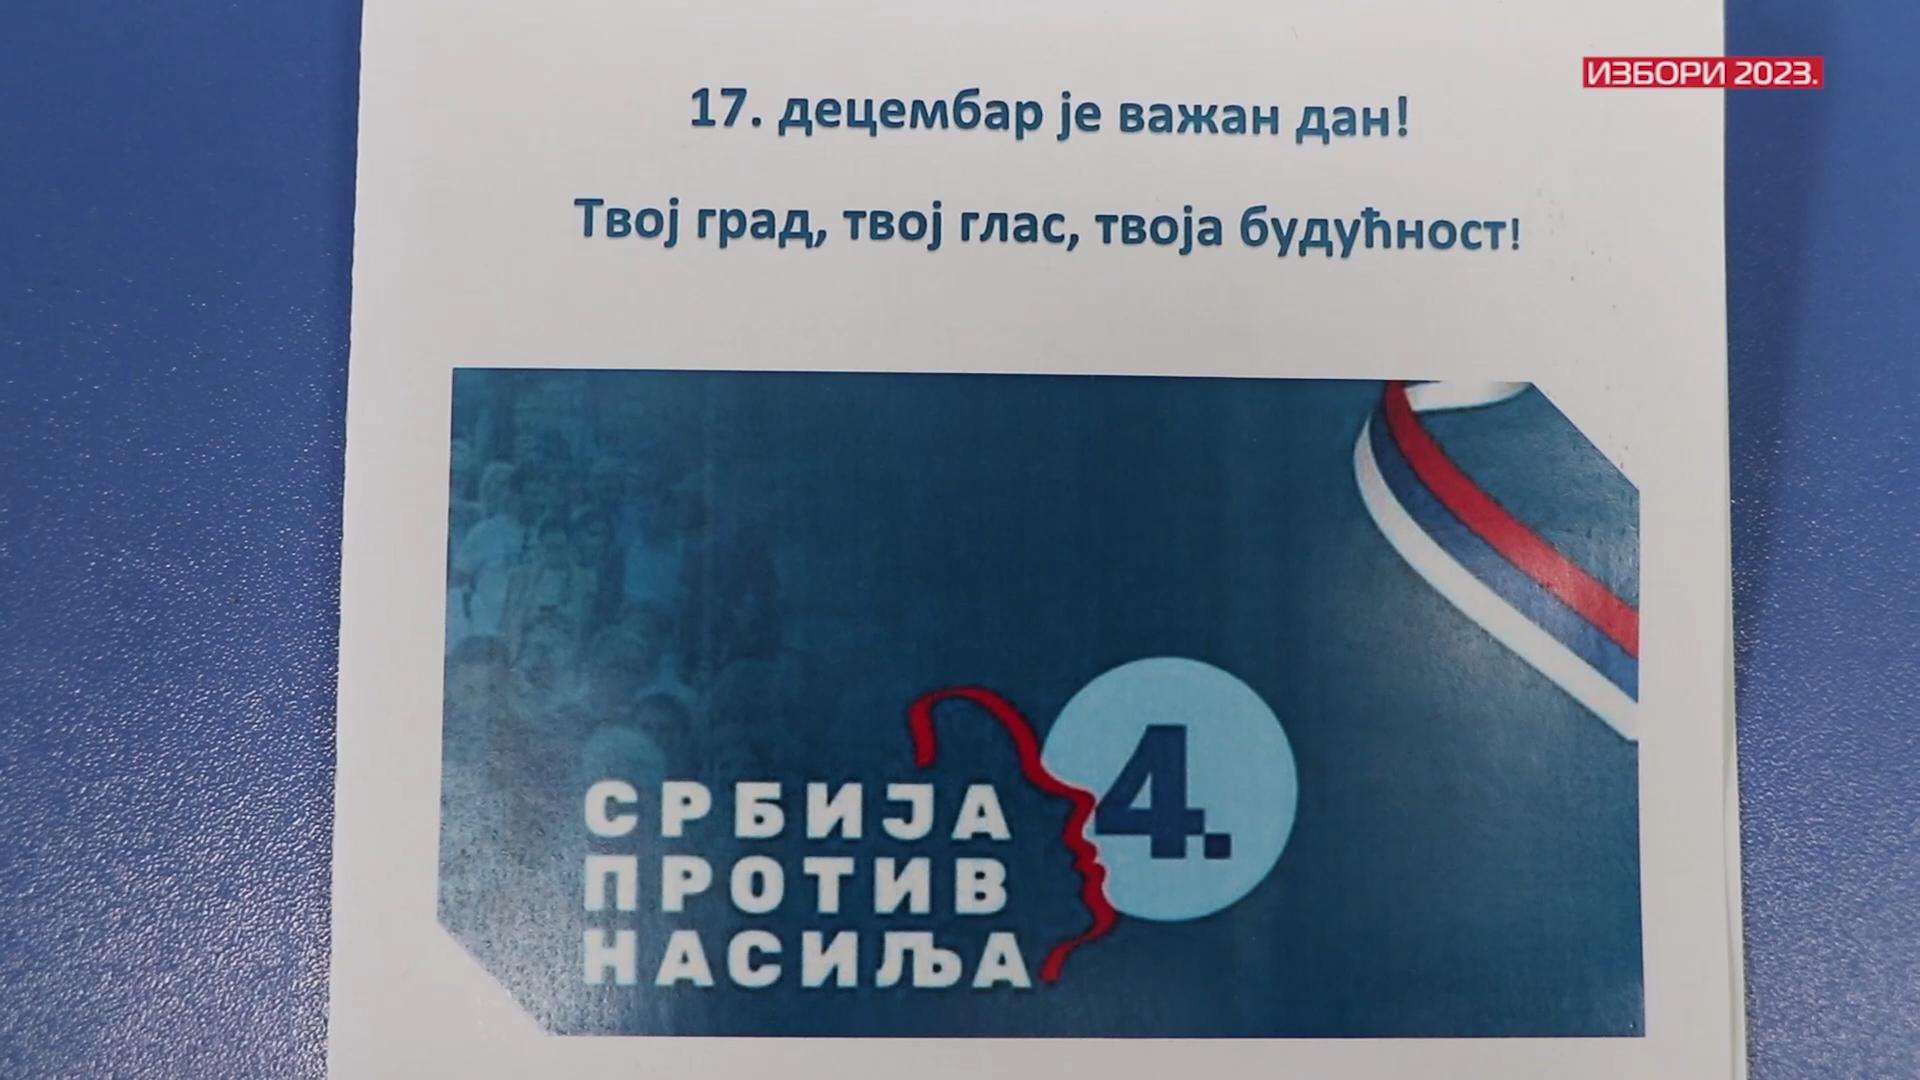 ИЗБОРИ 2023.
17. децембар је важан дан!
Твој град, твој глас, твоја будућност!
4.
СРБИЈА
ПРОТИВ
НАСИЉА